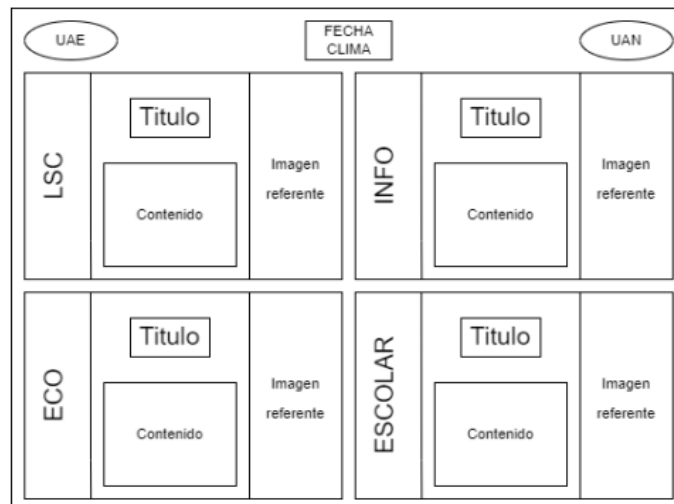 UAE
FECHA
CLIMA
UAN
LSC
Titulo
Contenido
Imagen
referente
INFO
Titulo
Contenido
Imagen
referente
ECO
Titulo
Contenido
Imagen
referente
ESCOLAR
Titulo
Contenido
Imagen
referente